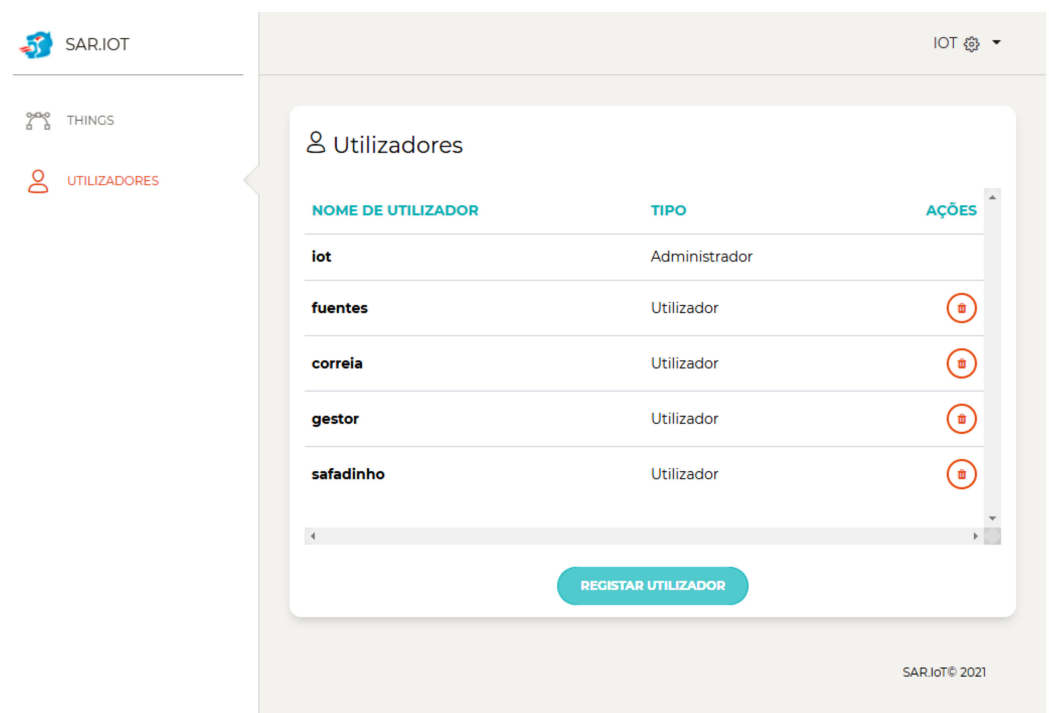 SAR.IOT
IOT
THINGS
UTILIZADORES
Utilizadores
NOME DE UTILIZADOR TIPO AÇÕES
iot Administrador
fuentes Utilizador
correia Utilizador
gestor Utilizador
safadinho Utilizador
REGISTAR UTILIZADOR
SAR.IoT© 2021